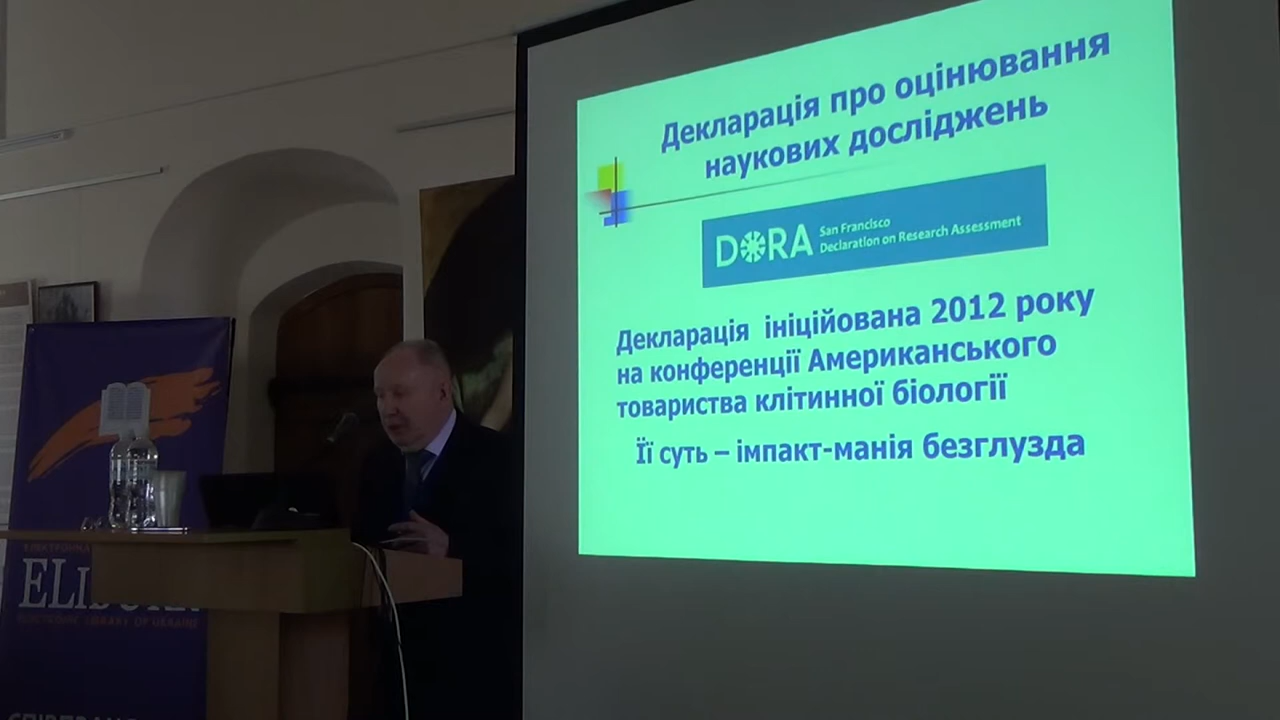 Декларація про оцінювання
наукових досліджень
DORA
San Francisco
Declaration on Research Assessment
Декларація ініційована 2012 року
на конференції Американського
товариства клітинної біології
Її суть – імпакт-манія безглузда
ELECTRONIC LIBRARY OF UKRAINE